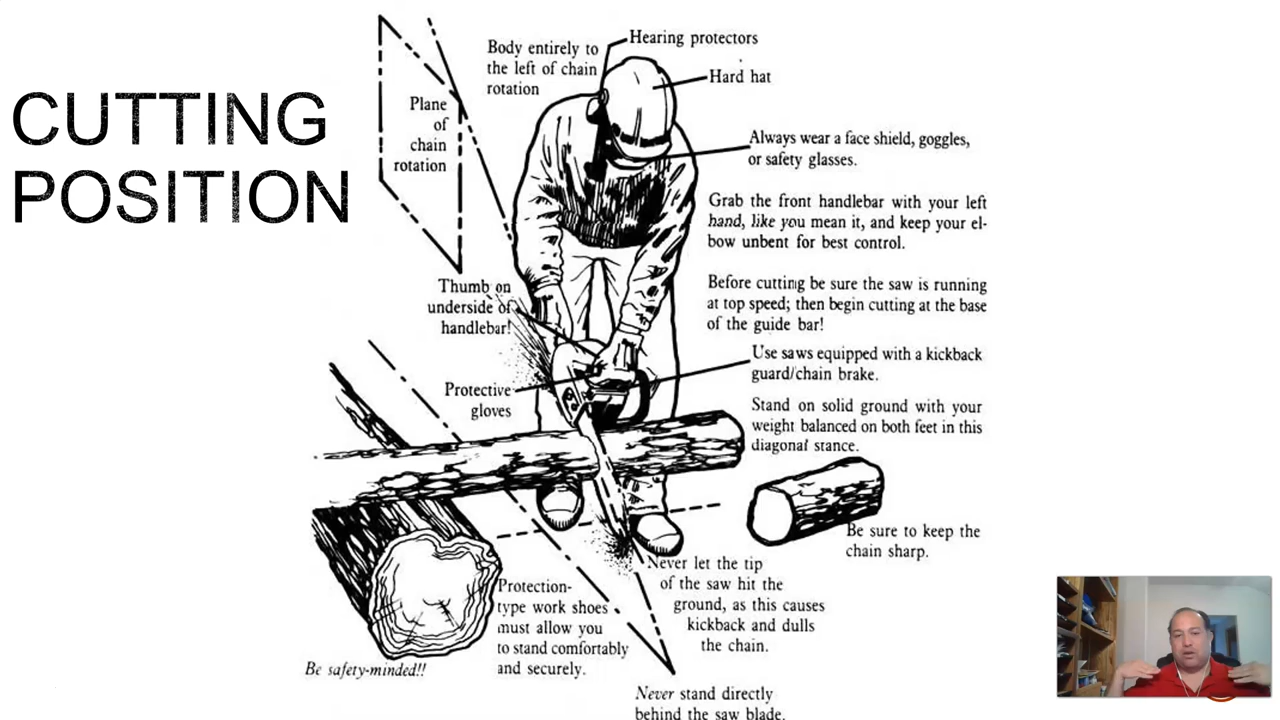 CUTTING
POSITION
Body entirely to
the left of chain
rotation
Hearing protectors
Hard hat
Plane
of
chain
rotation
Always wear a face shield, goggles,
or safety glasses.
Grab the front handlebar with your left
hand, like you mean it, and keep your el-
bow unbent for best control.
Thumb on
underside of
handlebar!
Before cutting be sure the saw is running
at top speed; then begin cutting at the base
of the guide bar!
Use saws equipped with a kickback
guard/chain brake.
Protective
gloves
Stand on solid ground with your
weight balanced on both feet in this
diagonal stance.
Be sure to keep the
chain sharp.
Never let the tip
of the saw hit the
ground, as this causes
kickback and dulls
the chain.
Protection-
type work shoes
must allow you
to stand comfortably
and securely.
Be safety-minded!!
Never stand directly
behind the saw blade.